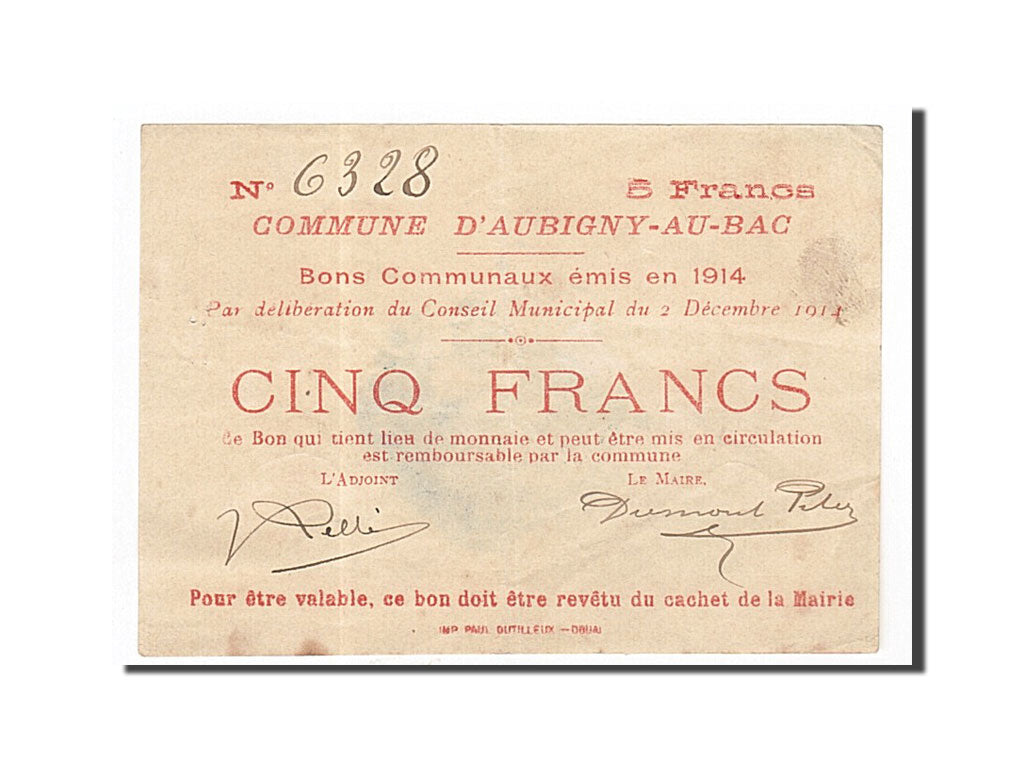 N° 6328 5 Francs
COMMUNE D'AUBIGNY-AU-BAC
Bons Communaux émis en 1914
Par délibération du Conseil Municipal du 2 Décembre 1914
CINQ FRANCS
Ce Bon qui tient lieu de monnaie et peut être mis en circulation
est remboursable par la commune
L'Adjoint Le Maire,
Dumont
Pour être valable, ce bon doit être revêtu du cachet de la Mairie
IMP. PAUL DUTILLEUX — DOUAI